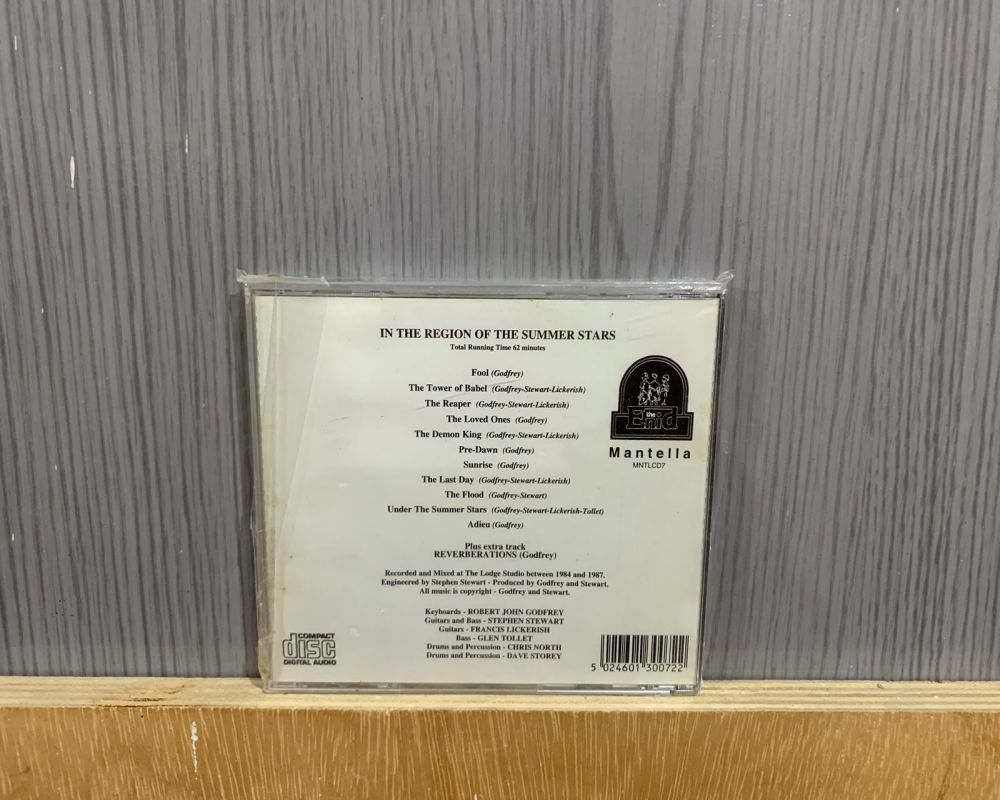 IN THE REGION OF THE SUMMER STARS
Total Running Time 62 minutes
Fool (Godfrey)
The Tower of Babel (Godfrey-Stewart-Lickerish)
The Reaper (Godfrey-Stewart-Lickerish)
The Loved Ones (Godfrey)
The Demon King (Godfrey-Stewart-Lickerish)
Pre-Dawn (Godfrey)
Sunrise (Godfrey)
The Last Day (Godfrey-Stewart-Lickerish)
The Flood (Godfrey-Stewart)
Under The Summer Stars (Godfrey-Stewart-Lickerish-Tollet)
Adieu (Godfrey)
the
Enid
Mantella
MNTLCD7
Plus extra track
REVERBERATIONS (Godfrey)
Recorded and Mixed at The Lodge Studio between 1984 and 1987.
Engineered by Stephen Stewart - Produced by Godfrey and Stewart.
All music is copyright - Godfrey and Stewart.
Keyboards - ROBERT JOHN GODFREY
Guitars and Bass - STEPHEN STEWART
Guitars - FRANCIS LICKERISH
Bass - GLEN TOLLET
Drums and Percussion - CHRIS NORTH
Drums and Percussion - DAVE STOREY
COMPACT
disc
DIGITAL AUDIO
5 024601 300722